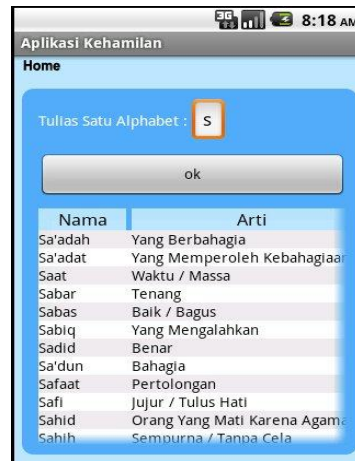 3G 8:18 AM
Aplikasi Kehamilan
Home
Tulias Satu Alphabet : s
ok
Nama Arti
Sa'adah Yang Berbahagia
Sa'adat Yang Memperoleh Kebahagiaan
Saat Waktu / Massa
Sabar Tenang
Sabas Baik / Bagus
Sabiq Yang Mengalahkan
Sadid Benar
Sa'dun Bahagia
Safaat Pertolongan
Safi Jujur / Tulus Hati
Sahid Orang Yang Mati Karena Agama
Sahih Sempurna / Tanpa Cela